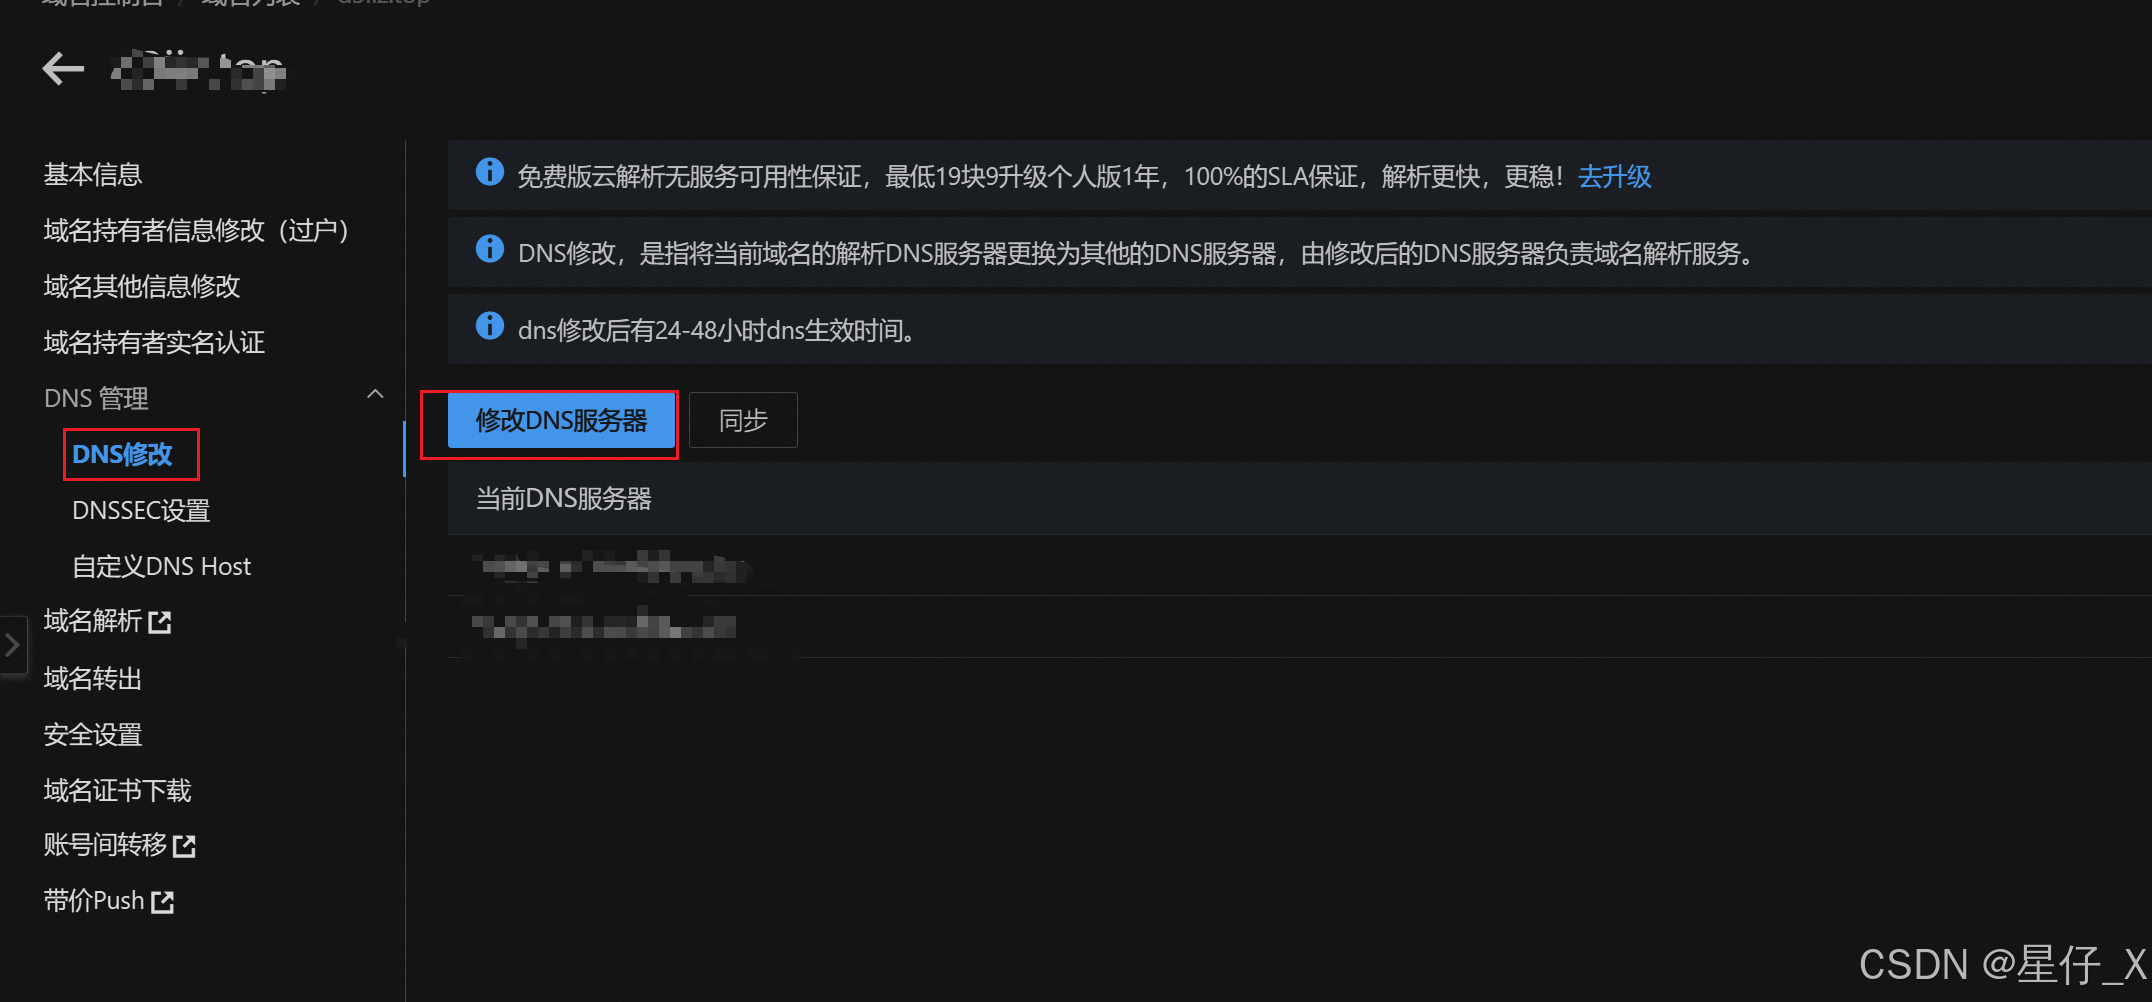 域名控制台 / 域名列表 /
基本信息
域名持有者信息修改（过户）
域名其他信息修改
域名持有者实名认证
DNS 管理
DNS修改
DNSSEC设置
自定义DNS Host
域名解析
域名转出
安全设置
域名证书下载
账号间转移
带价Push
免费版云解析无服务可用性保证，最低19块9升级个人版1年，100%的SLA保证，解析更快，更稳！去升级
DNS修改，是指将当前域名的解析DNS服务器更换为其他的DNS服务器，由修改后的DNS服务器负责域名解析服务。
dns修改后有24-48小时dns生效时间。
修改DNS服务器 同步
当前DNS服务器
CSDN @星仔_X